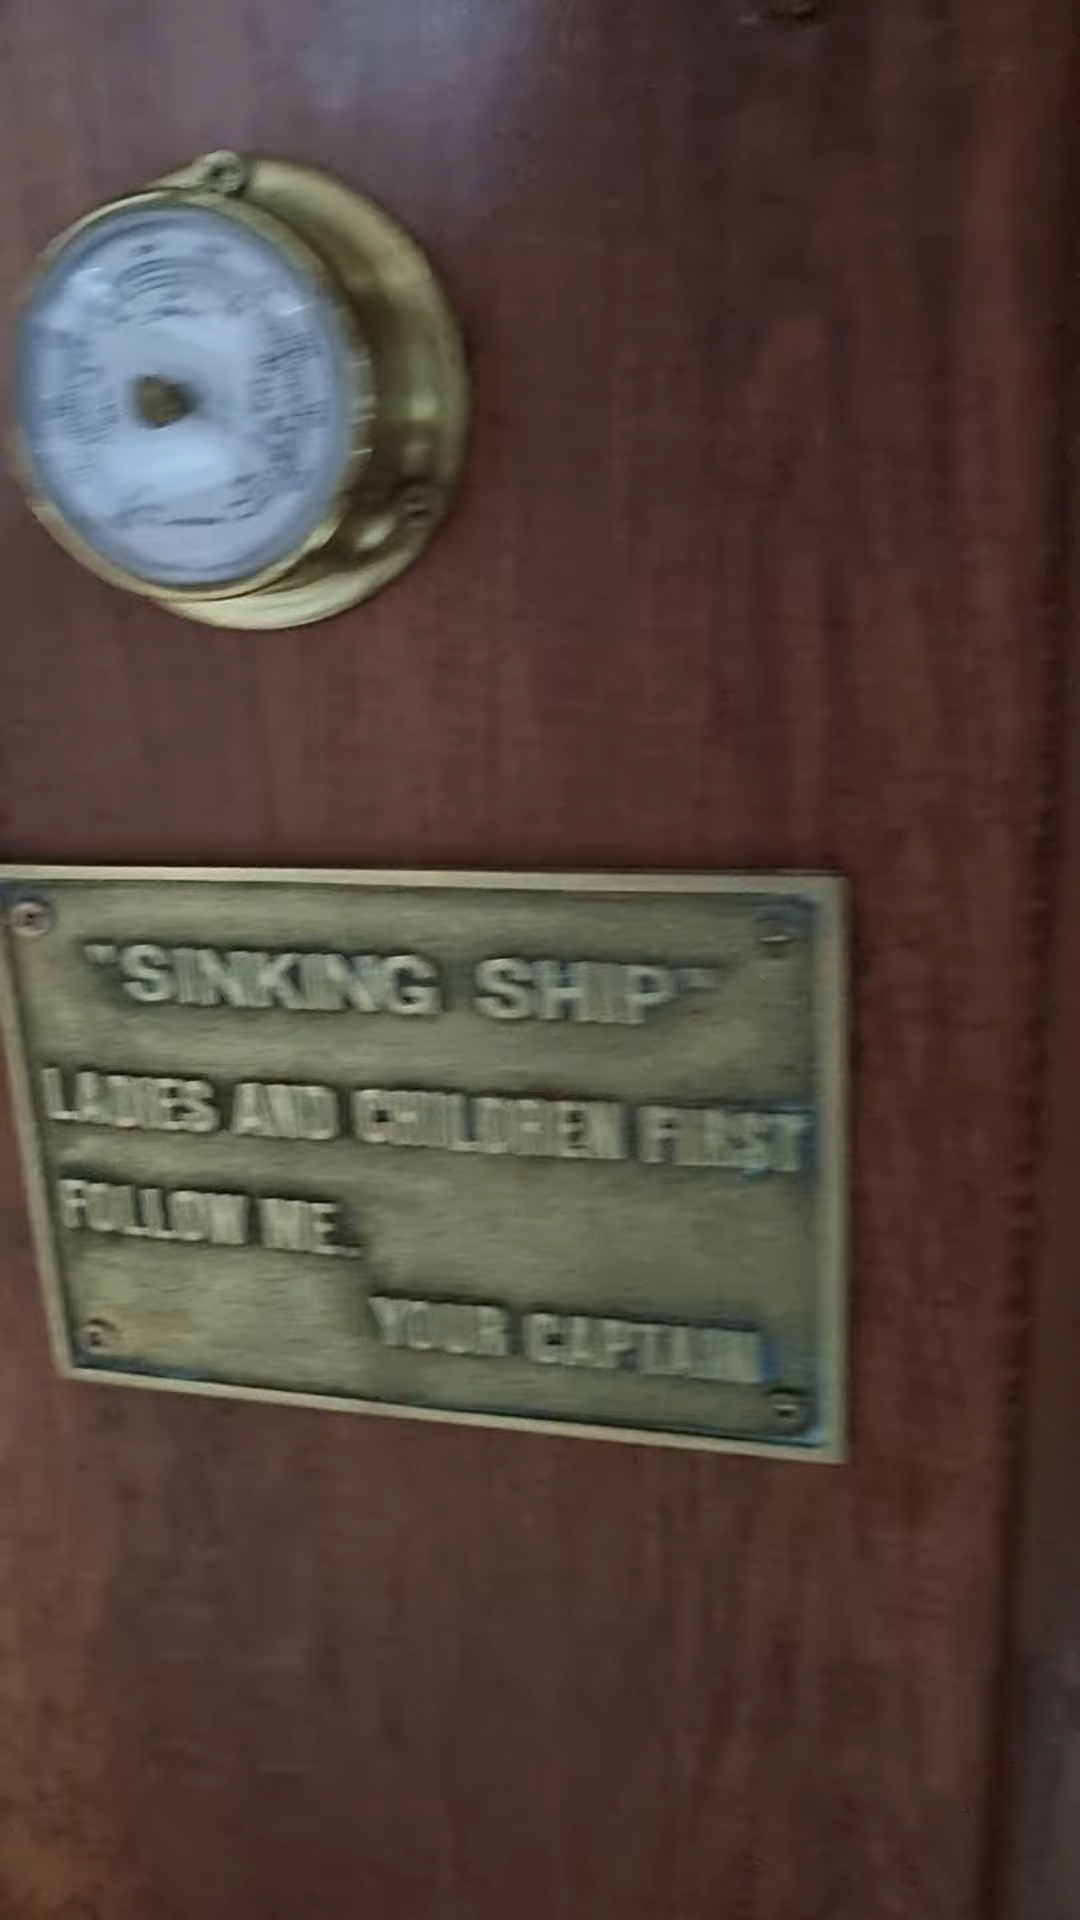 "SINKING SHIP"
LADIES AND CHILDREN FIRST
FOLLOW ME.
YOUR CAPTAIN